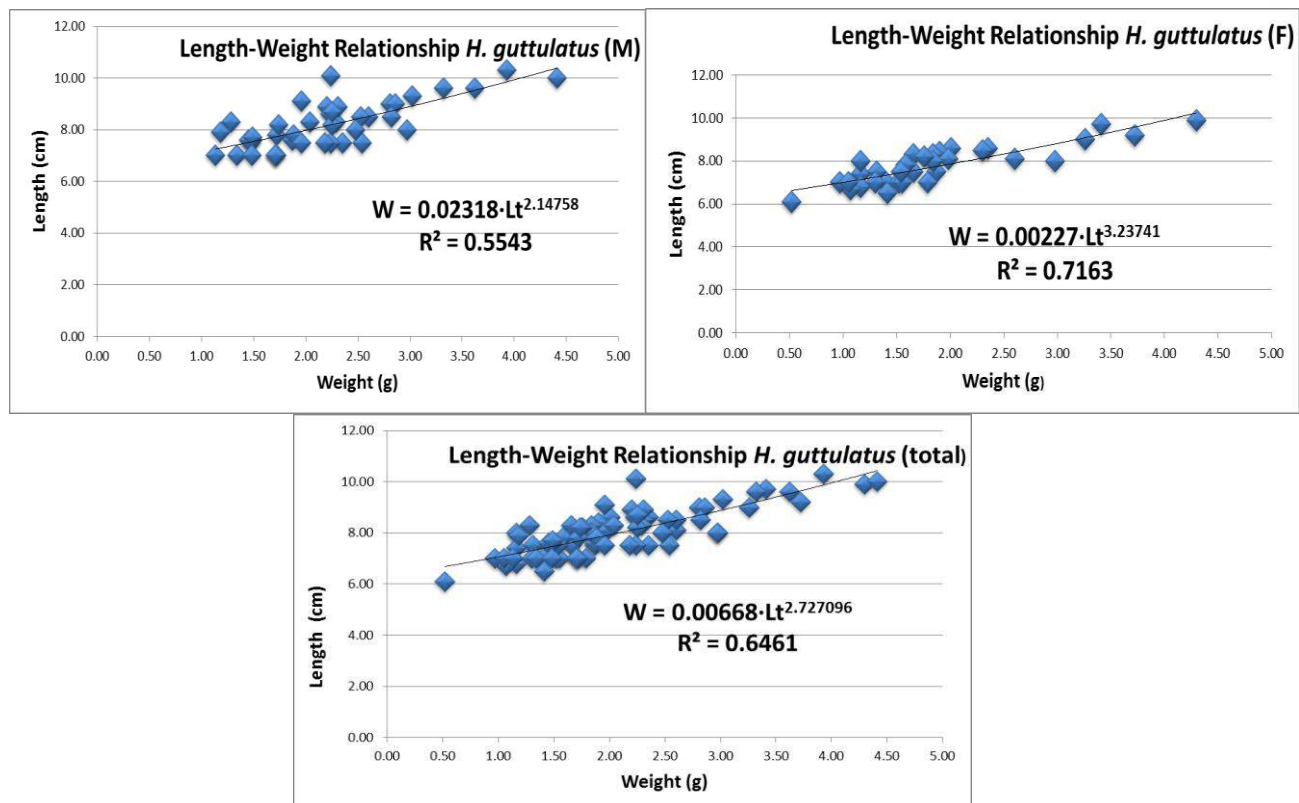 Length-Weight Relationship H. guttulatus (M)
12.00
10.00
8.00
6.00
4.00
2.00
0.00
Length (cm)
W = 0.02318·Lt^2.14758
R² = 0.5543
0.00 0.50 1.00 1.50 2.00 2.50 3.00 3.50 4.00 4.50 5.00
Weight (g)
Length-Weight Relationship H. guttulatus (F)
12.00
10.00
8.00
6.00
4.00
2.00
0.00
Length (cm)
W = 0.00227·Lt^3.23741
R² = 0.7163
0.00 0.50 1.00 1.50 2.00 2.50 3.00 3.50 4.00 4.50 5.00
Weight (g)
Length-Weight Relationship H. guttulatus (total)
12.00
10.00
8.00
6.00
4.00
2.00
0.00
Length (cm)
W = 0.00668·Lt^2.727096
R² = 0.6461
0.00 0.50 1.00 1.50 2.00 2.50 3.00 3.50 4.00 4.50 5.00
Weight (g)